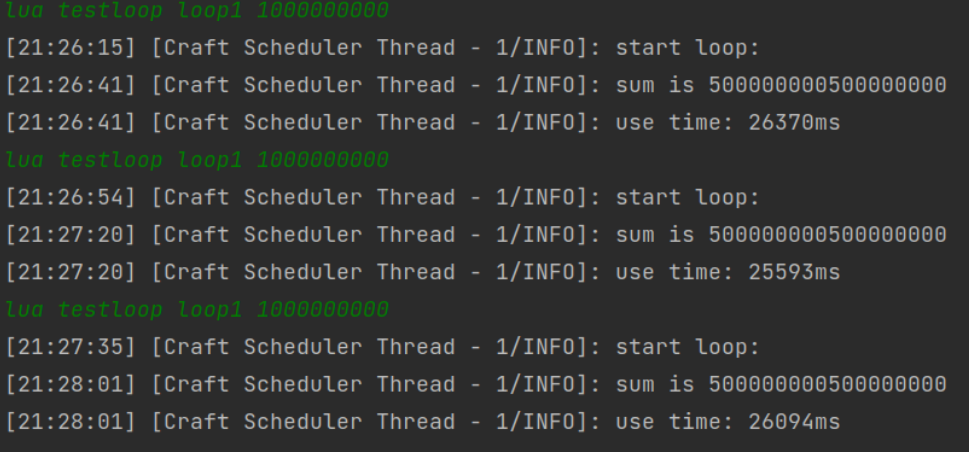 lua testloop loop1 1000000000
[21:26:15] [Craft Scheduler Thread - 1/INFO]: start loop:
[21:26:41] [Craft Scheduler Thread - 1/INFO]: sum is 500000000500000000
[21:26:41] [Craft Scheduler Thread - 1/INFO]: use time: 26370ms
lua testloop loop1 1000000000
[21:26:54] [Craft Scheduler Thread - 1/INFO]: start loop:
[21:27:20] [Craft Scheduler Thread - 1/INFO]: sum is 500000000500000000
[21:27:20] [Craft Scheduler Thread - 1/INFO]: use time: 25593ms
lua testloop loop1 1000000000
[21:27:35] [Craft Scheduler Thread - 1/INFO]: start loop:
[21:28:01] [Craft Scheduler Thread - 1/INFO]: sum is 500000000500000000
[21:28:01] [Craft Scheduler Thread - 1/INFO]: use time: 26094ms